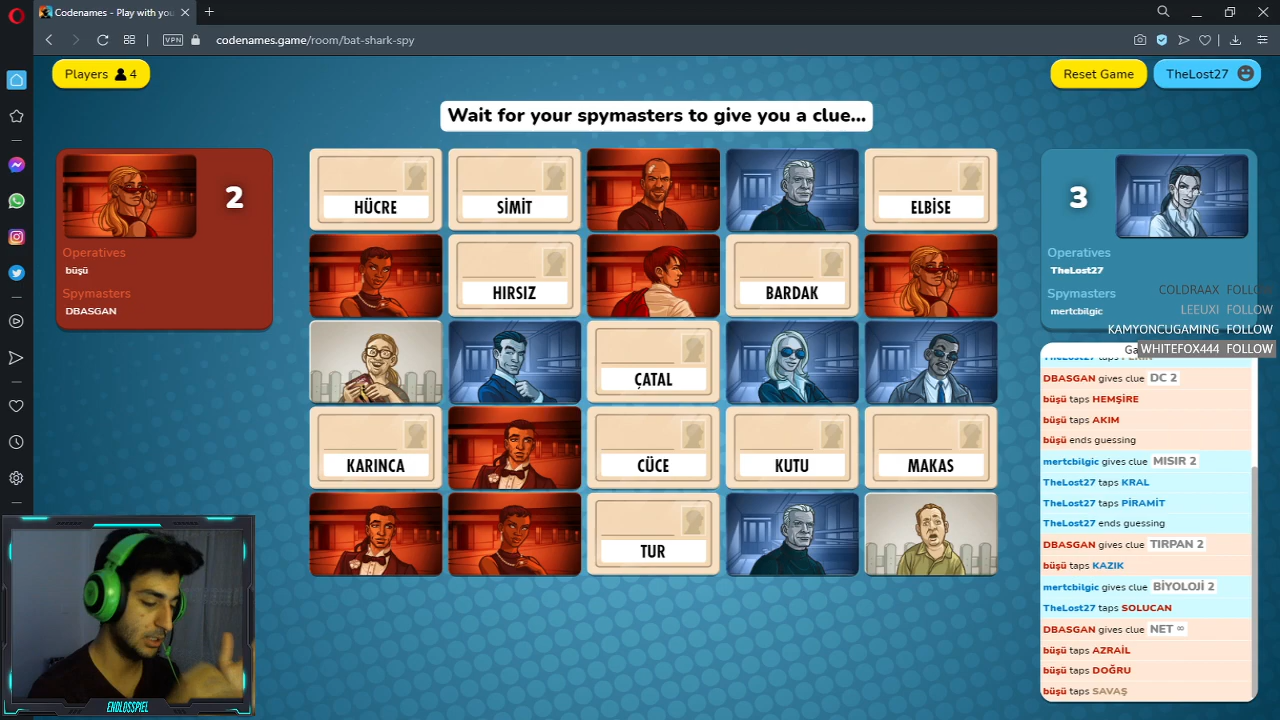 Codenames - Play with you
VPN
codenames.game/room/bat-shark-spy
Players 4
Reset Game
TheLost27
Wait for your spymasters to give you a clue...
2
Operatives
büşü
Spymasters
DBASGAN
HÜCRE
SİMİT
ELBİSE
HIRSIZ
BARDAK
ÇATAL
KARINCA
CÜCE
KUTU
MAKAS
TUR
3
Operatives
TheLost27
Spymasters
mertcbilgic
COLDRAAX FOLLOW
LEEUXI FOLLOW
KAMYONCUGAMING FOLLOW
WHITEFOX444 FOLLOW
DBASGAN gives clue DC 2
büşü taps HEMŞİRE
büşü taps AKIM
büşü ends guessing
mertcbilgic gives clue MISIR 2
TheLost27 taps KRAL
TheLost27 taps PİRAMİT
TheLost27 ends guessing
DBASGAN gives clue TIRPAN 2
büşü taps KAZIK
mertcbilgic gives clue BİYOLOJİ 2
TheLost27 taps SOLUCAN
DBASGAN gives clue NET ∞
büşü taps AZRAİL
büşü taps DOĞRU
büşü taps SAVAŞ
ENDLOSSPIEL